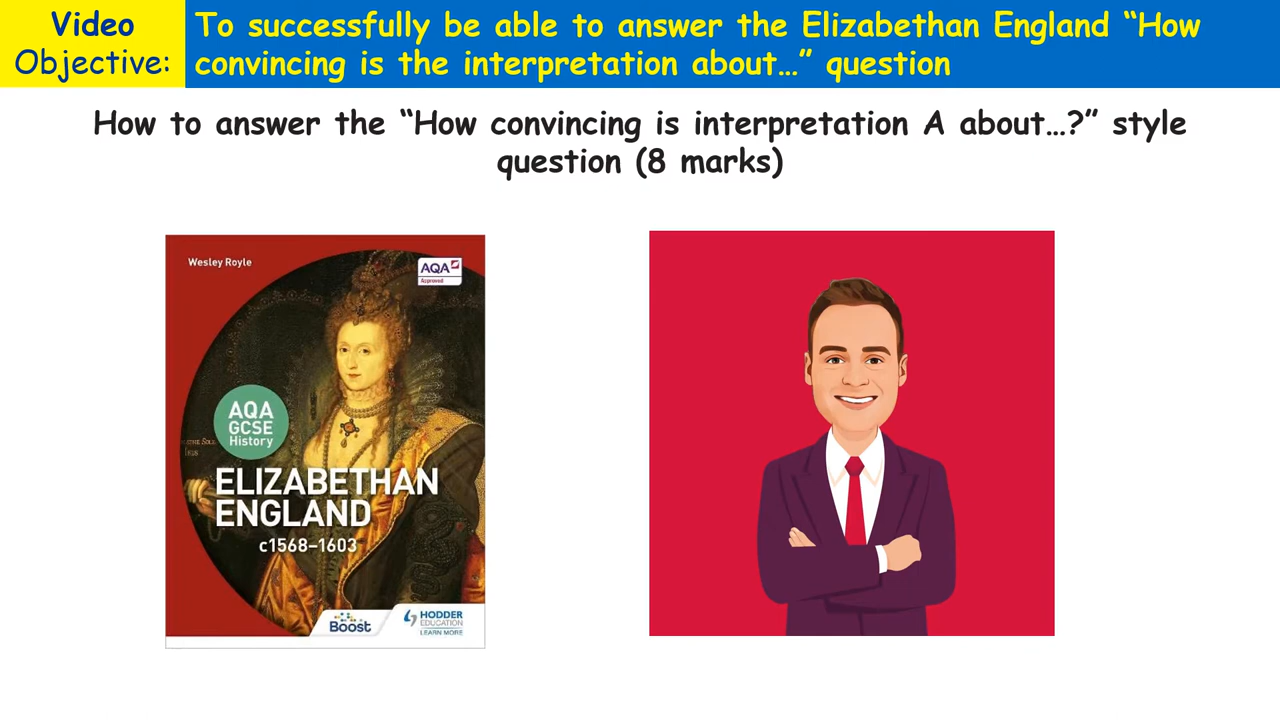 Video
Objective:
To successfully be able to answer the Elizabethan England “How
convincing is the interpretation about…” question
How to answer the “How convincing is interpretation A about…?” style
question (8 marks)
Wesley Royle
AQA
Approved
AQA
GCSE
History
ELIZABETHAN
ENGLAND
c1568–1603
Boost
HODDER
EDUCATION
LEARN MORE